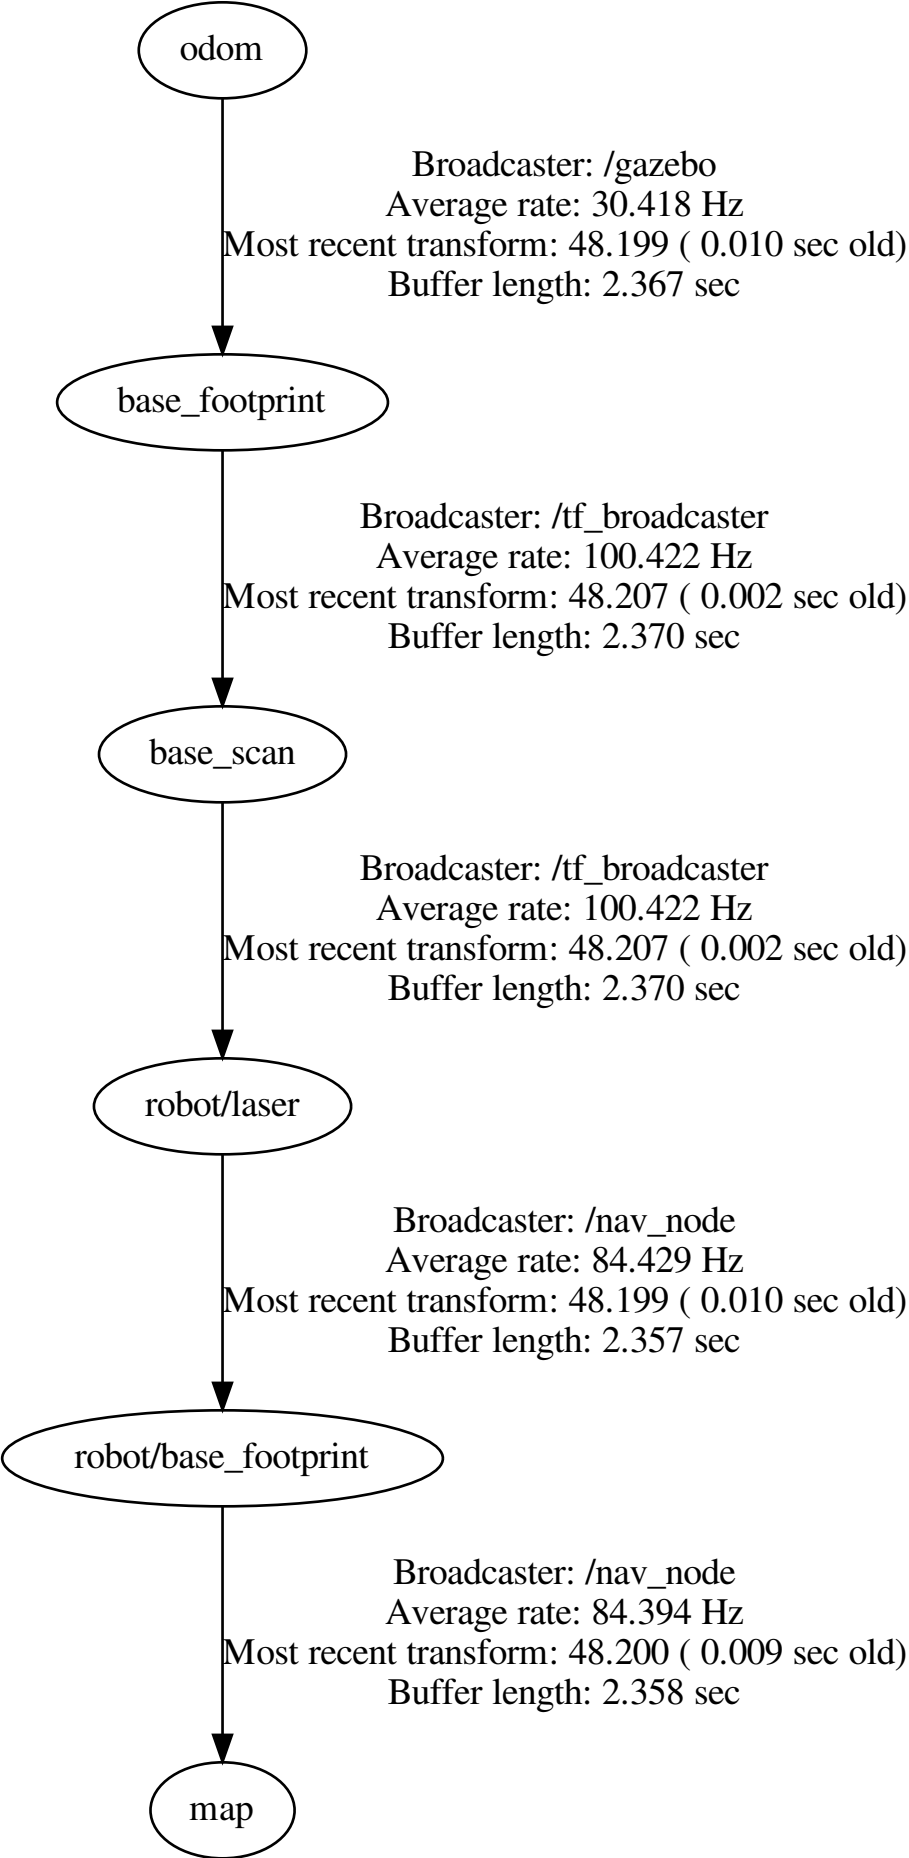 odom
Broadcaster: /gazebo
Average rate: 30.418 Hz
Most recent transform: 48.199 ( 0.010 sec old)
Buffer length: 2.367 sec
base_footprint
Broadcaster: /tf_broadcaster
Average rate: 100.422 Hz
Most recent transform: 48.207 ( 0.002 sec old)
Buffer length: 2.370 sec
base_scan
Broadcaster: /tf_broadcaster
Average rate: 100.422 Hz
Most recent transform: 48.207 ( 0.002 sec old)
Buffer length: 2.370 sec
robot/laser
Broadcaster: /nav_node
Average rate: 84.429 Hz
Most recent transform: 48.199 ( 0.010 sec old)
Buffer length: 2.357 sec
robot/base_footprint
Broadcaster: /nav_node
Average rate: 84.394 Hz
Most recent transform: 48.200 ( 0.009 sec old)
Buffer length: 2.358 sec
map